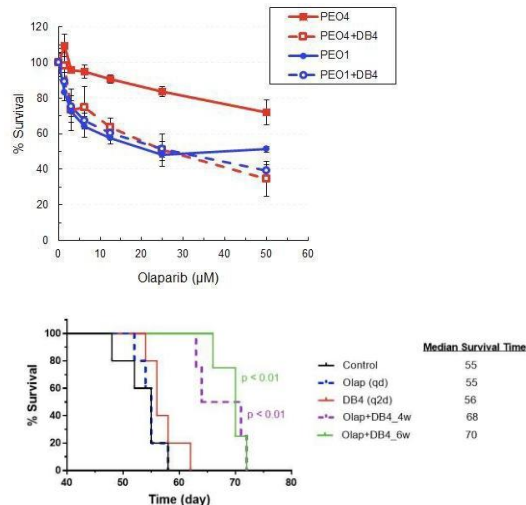 PEO4
PEO4+DB4
PEO1
PEO1+DB4
120
100
80
60
40
20
0
% Survival
0 10 20 30 40 50 60
Olaparib (µM)
100
80
60
40
20
0
% Survival
p < 0.01
p < 0.01
40 50 60 70 80
Time (day)
Median Survival Time
Control 55
Olap (qd) 55
DB4 (q2d) 56
Olap+DB4_4w 68
Olap+DB4_6w 70